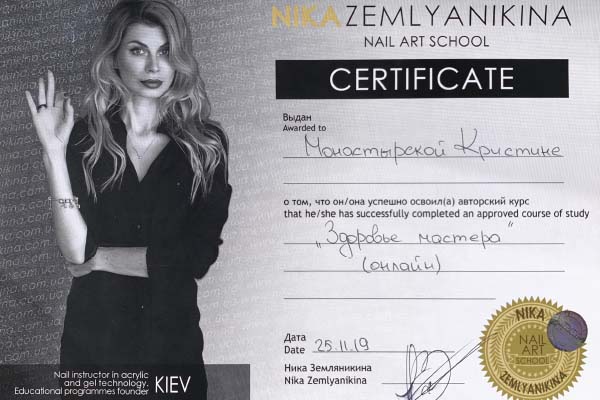 NIKAZEMLYANIKINA
NAIL ART SCHOOL
CERTIFICATE
Выдан
Awarded to
Монастырской Кристине
о том, что он/она успешно освоил(а) авторский курс
that he/she has successfully completed an approved course of study
„Здоровье мастера"
(онлайн)
Дата
Date 25.11.19
Ника Земляникина
Nika Zemlyanikina
NIKA
NAIL
ART
SCHOOL
ZEMLYANIKINA
Nail instructor in acrylic
and gel technology.
Educational programmes founder
KIEV